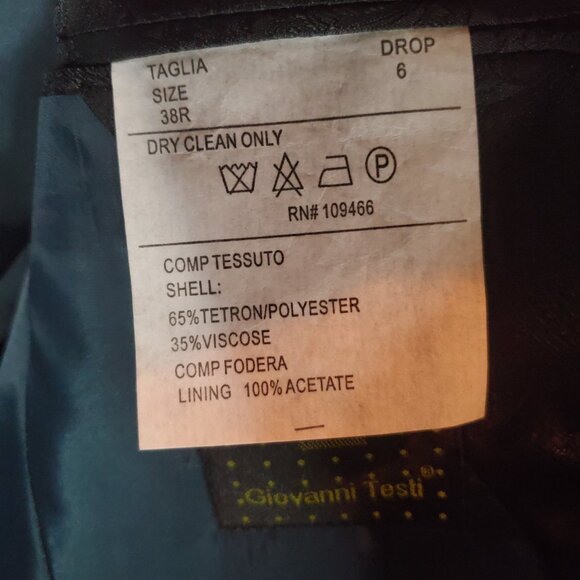 TAGLIA DROP
SIZE 6
38R
DRY CLEAN ONLY
P
RN# 109466
COMP TESSUTO
SHELL:
65% TETRON/POLYESTER
35% VISCOSE
COMP FODERA
LINING 100% ACETATE
Giovanni Testi®